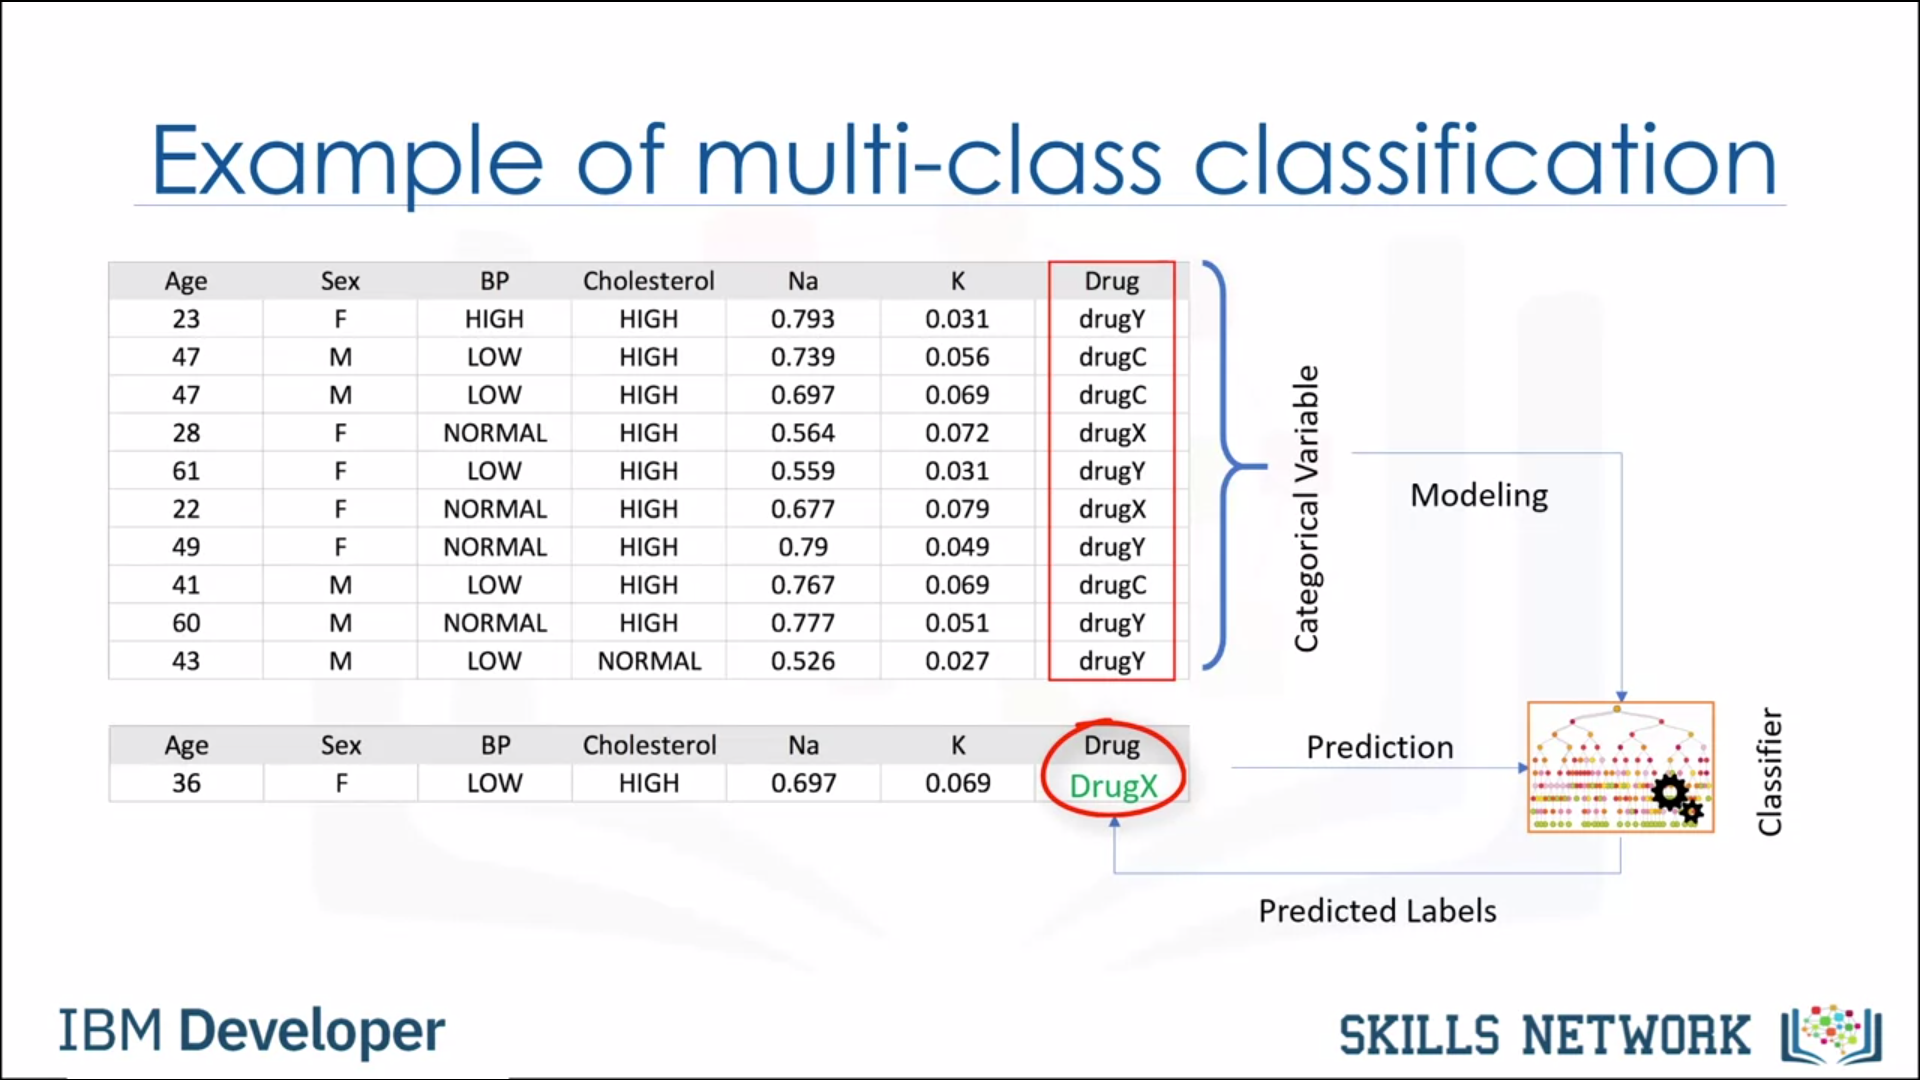 Example of multi-class classification
Age Sex BP Cholesterol Na K Drug
23 F HIGH HIGH 0.793 0.031 drugY
47 M LOW HIGH 0.739 0.056 drugC
47 M LOW HIGH 0.697 0.069 drugC
28 F NORMAL HIGH 0.564 0.072 drugX
61 F LOW HIGH 0.559 0.031 drugY
22 F NORMAL HIGH 0.677 0.079 drugX
49 F NORMAL HIGH 0.79 0.049 drugY
41 M LOW HIGH 0.767 0.069 drugC
60 M NORMAL HIGH 0.777 0.051 drugY
43 M LOW NORMAL 0.526 0.027 drugY
Categorical Variable
Modeling
Age Sex BP Cholesterol Na K Drug
36 F LOW HIGH 0.697 0.069 DrugX
Prediction
Classifier
Predicted Labels
IBM Developer
SKILLS NETWORK